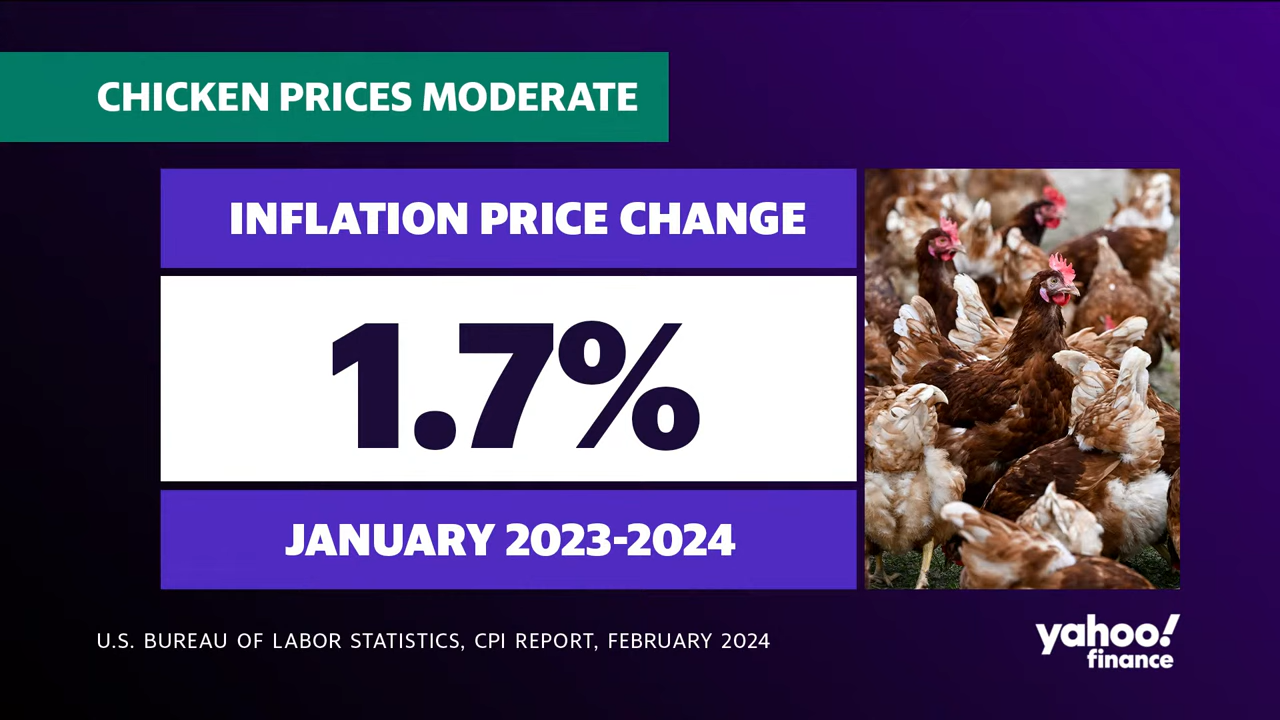 CHICKEN PRICES MODERATE
INFLATION PRICE CHANGE
1.7%
JANUARY 2023-2024
U.S. BUREAU OF LABOR STATISTICS, CPI REPORT, FEBRUARY 2024
yahoo!
finance